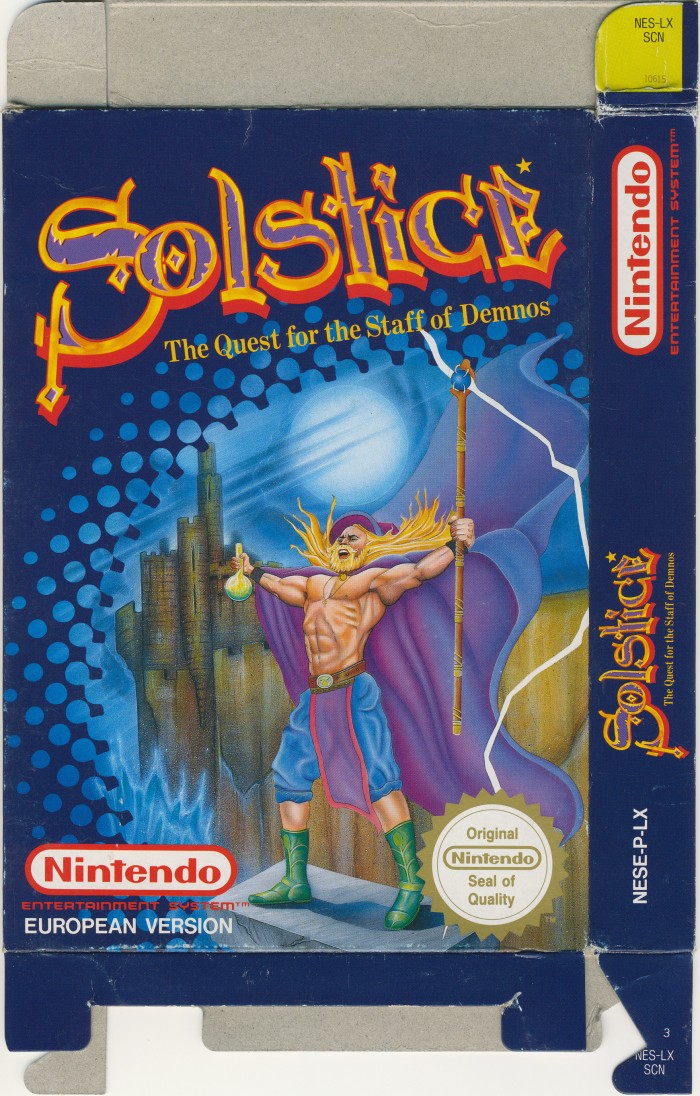 NES-LX
SCN
10615
Solstice
The Quest for the Staff of Demnos
Nintendo
ENTERTAINMENT SYSTEM™
EUROPEAN VERSION
Original
Nintendo
Seal of
Quality
™
Nintendo
ENTERTAINMENT SYSTEM™
Solstice
The Quest for the Staff of Demnos
NESE-P-LX
3
NES-LX
SCN